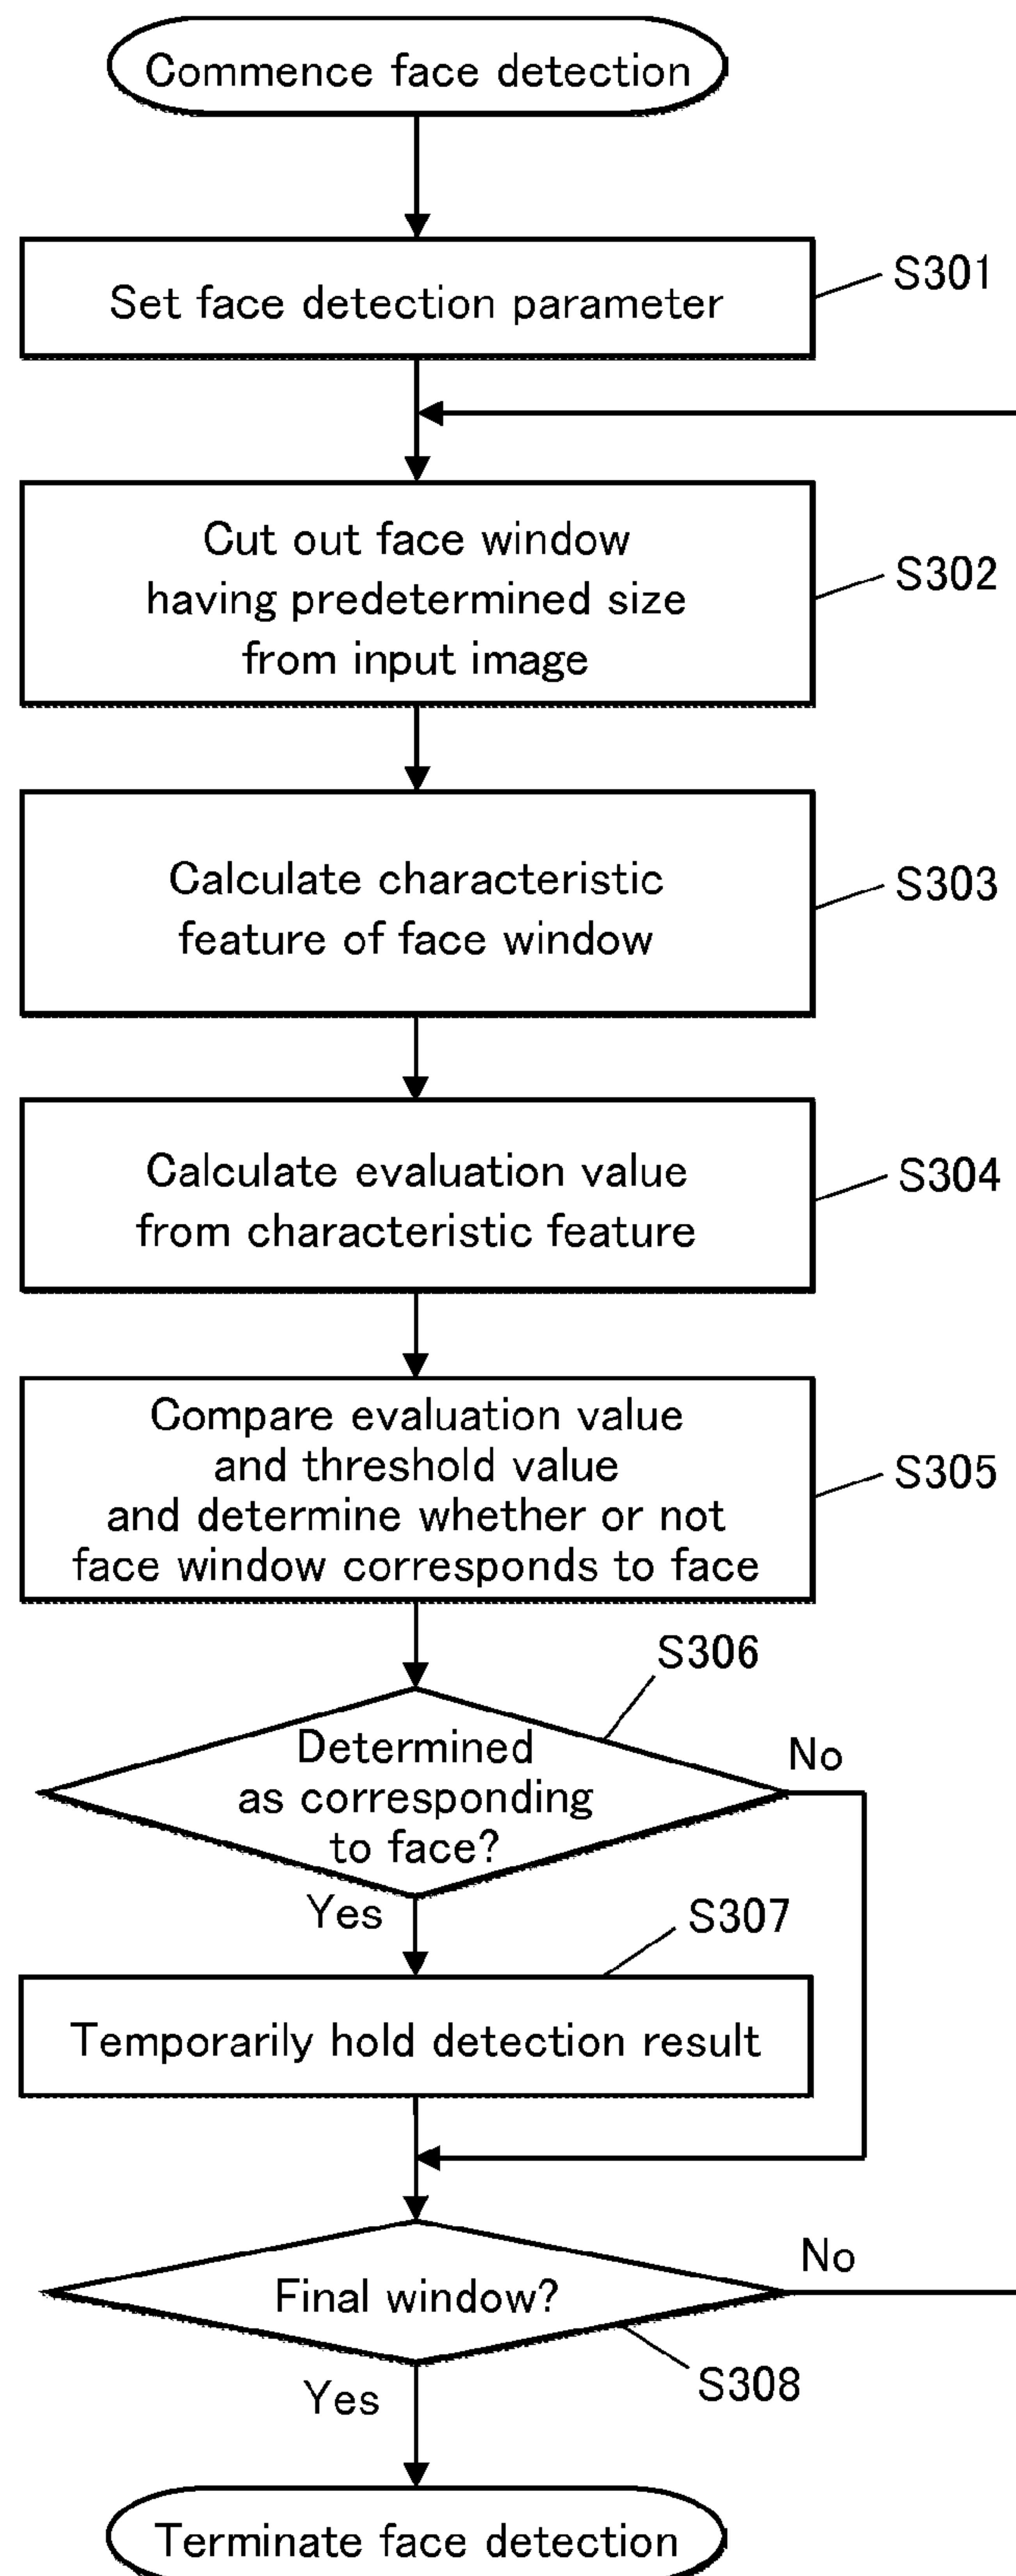 Commence face detection
Set face detection parameter
S301
Cut out face window
having predetermined size
from input image
S302
Calculate characteristic
feature of face window
S303
Calculate evaluation value
from characteristic feature
S304
Compare evaluation value
and threshold value
and determine whether or not
face window corresponds to face
S305
S306
Determined
as corresponding
to face?
No
Yes
S307
Temporarily hold detection result
Final window?
No
S308
Yes
Terminate face detection